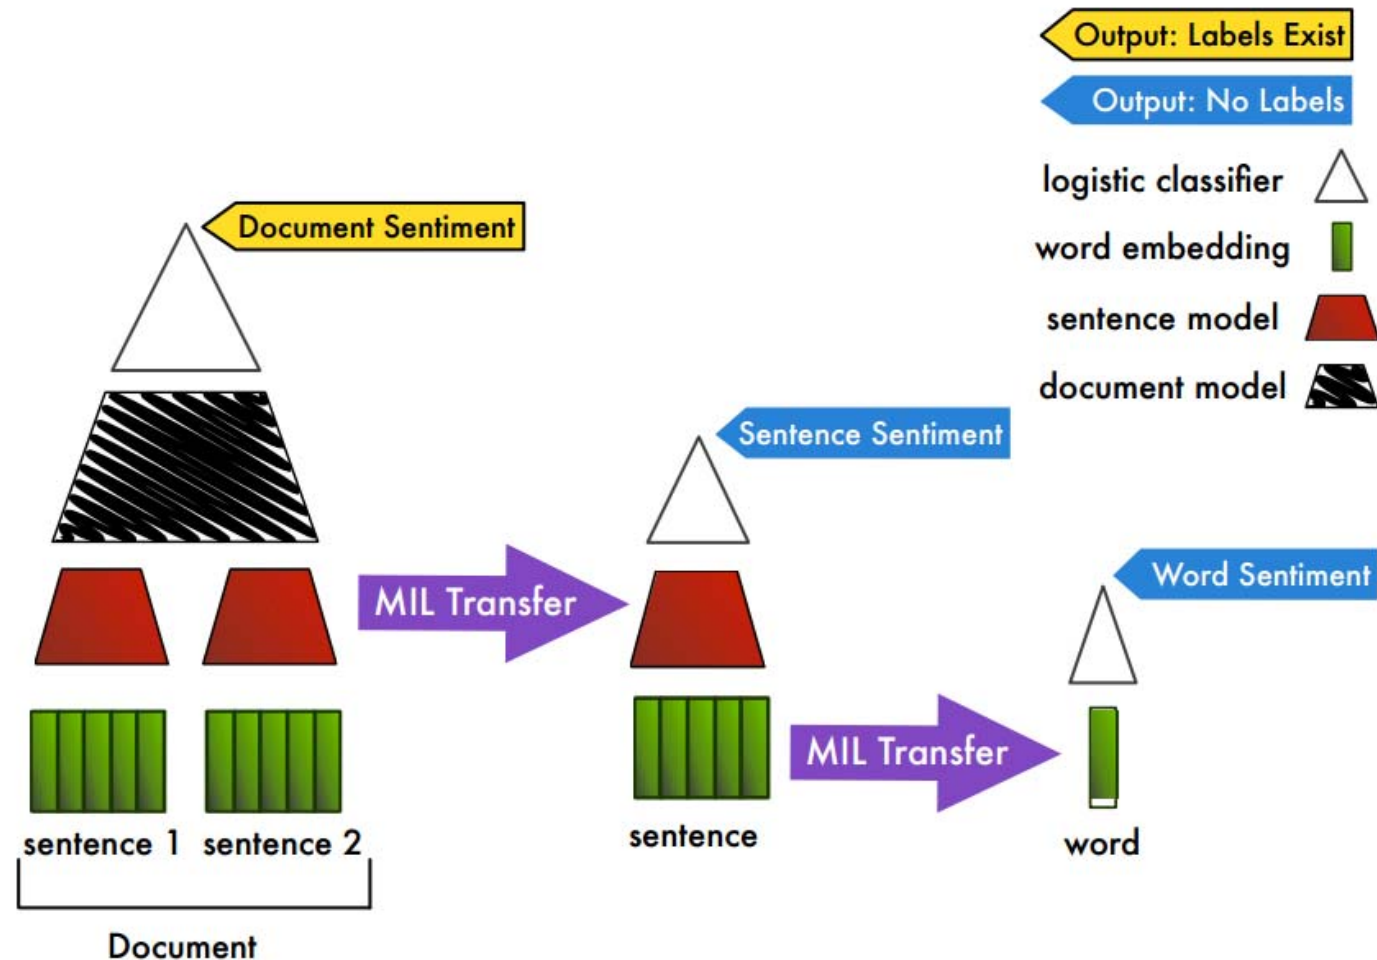 Output: Labels Exist
Output: No Labels
logistic classifier
word embedding
sentence model
document model
Document Sentiment
Sentence Sentiment
Word Sentiment
MIL Transfer
MIL Transfer
sentence 1
sentence 2
sentence
word
Document